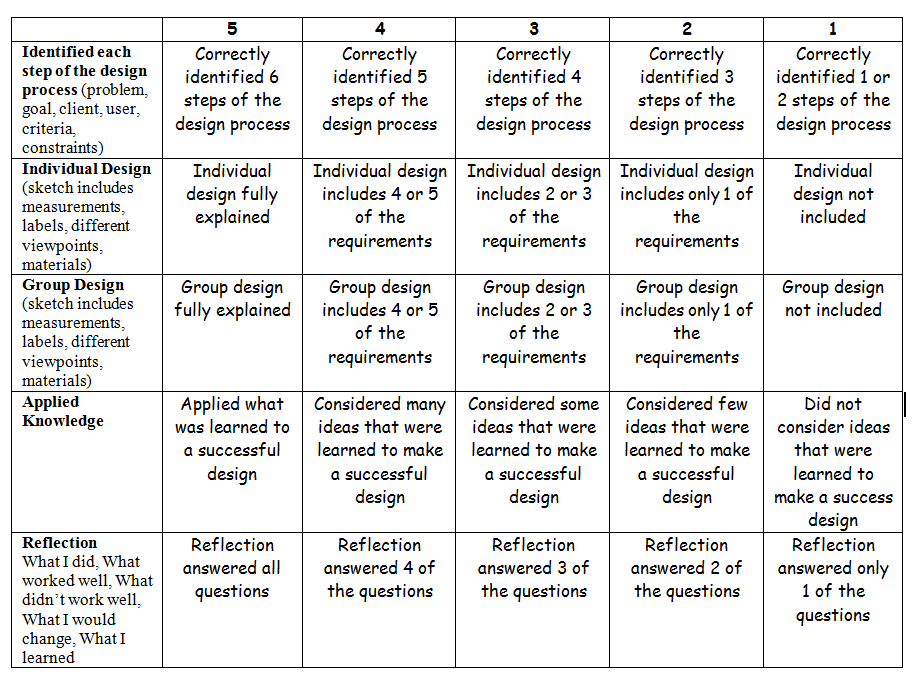 5 4 3 2 1
Identified each
step of the design
process (problem,
goal, client, user,
criteria,
constraints)
Correctly
identified 6
steps of the
design process
Correctly
identified 5
steps of the
design process
Correctly
identified 4
steps of the
design process
Correctly
identified 3
steps of the
design process
Correctly
identified 1 or
2 steps of the
design process
Individual Design
(sketch includes
measurements,
labels, different
viewpoints,
materials)
Individual
design fully
explained
Individual design
includes 4 or 5
of the
requirements
Individual design
includes 2 or 3
of the
requirements
Individual design
includes only 1 of
the
requirements
Individual
design not
included
Group Design
(sketch includes
measurements,
labels, different
viewpoints,
materials)
Group design
fully explained
Group design
includes 4 or 5
of the
requirements
Group design
includes 2 or 3
of the
requirements
Group design
includes only 1 of
the
requirements
Group design
not included
Applied
Knowledge
Applied what
was learned to
a successful
design
Considered many
ideas that were
learned to make
a successful
design
Considered some
ideas that were
learned to make
a successful
design
Considered few
ideas that were
learned to make
a successful
design
Did not
consider ideas
that were
learned to
make a success
design
Reflection
What I did, What
worked well, What
didn't work well,
What I would
change, What I
learned
Reflection
answered all
questions
Reflection
answered 4 of
the questions
Reflection
answered 3 of
the questions
Reflection
answered 2 of
the questions
Reflection
answered only
1 of the
questions